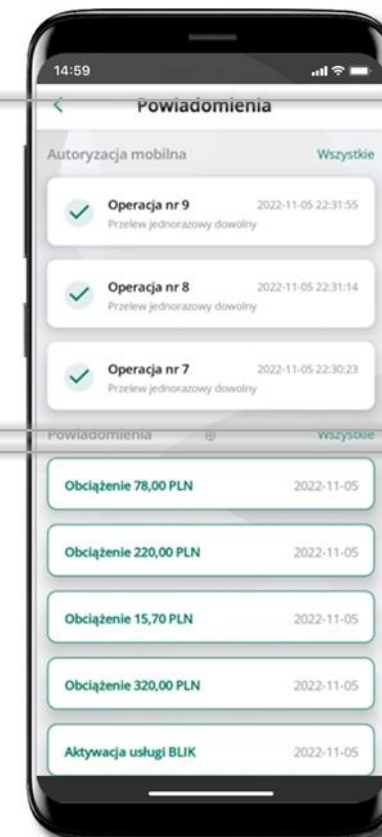 14:59
Powiadomienia
Autoryzacja mobilna Wszystkie
Operacja nr 9 2022-11-05 22:31:55
Przelew jednorazowy dowolny
Operacja nr 8 2022-11-05 22:31:14
Przelew jednorazowy dowolny
Operacja nr 7 2022-11-05 22:30:23
Przelew jednorazowy dowolny
Powiadomienia Wszystkie
Obciążenie 78,00 PLN 2022-11-05
Obciążenie 220,00 PLN 2022-11-05
Obciążenie 15,70 PLN 2022-11-05
Obciążenie 320,00 PLN 2022-11-05
Aktywacja usługi BLIK 2022-11-05